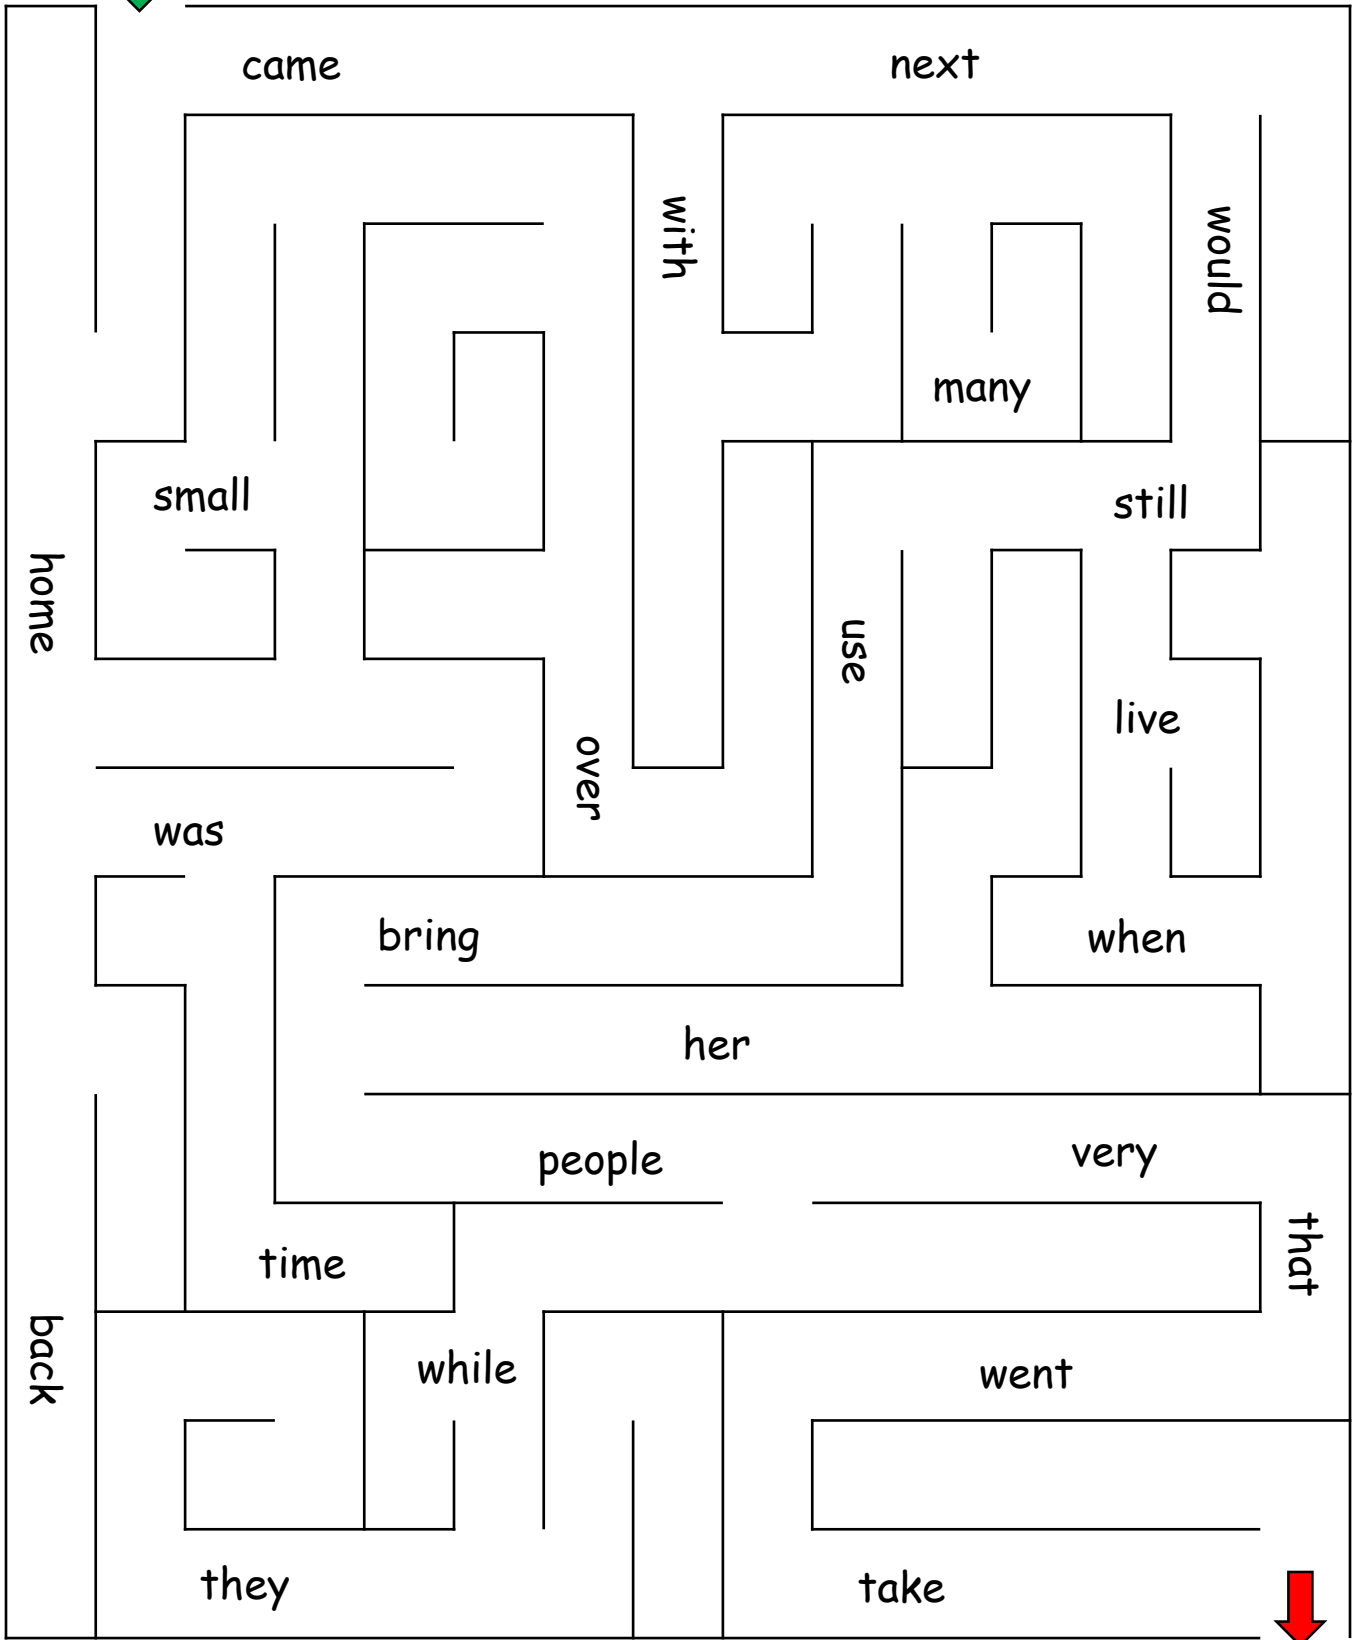 came
next
with
would
many
small
still
home
use
live
over
was
bring
when
her
people
very
that
time
back
while
went
they
take